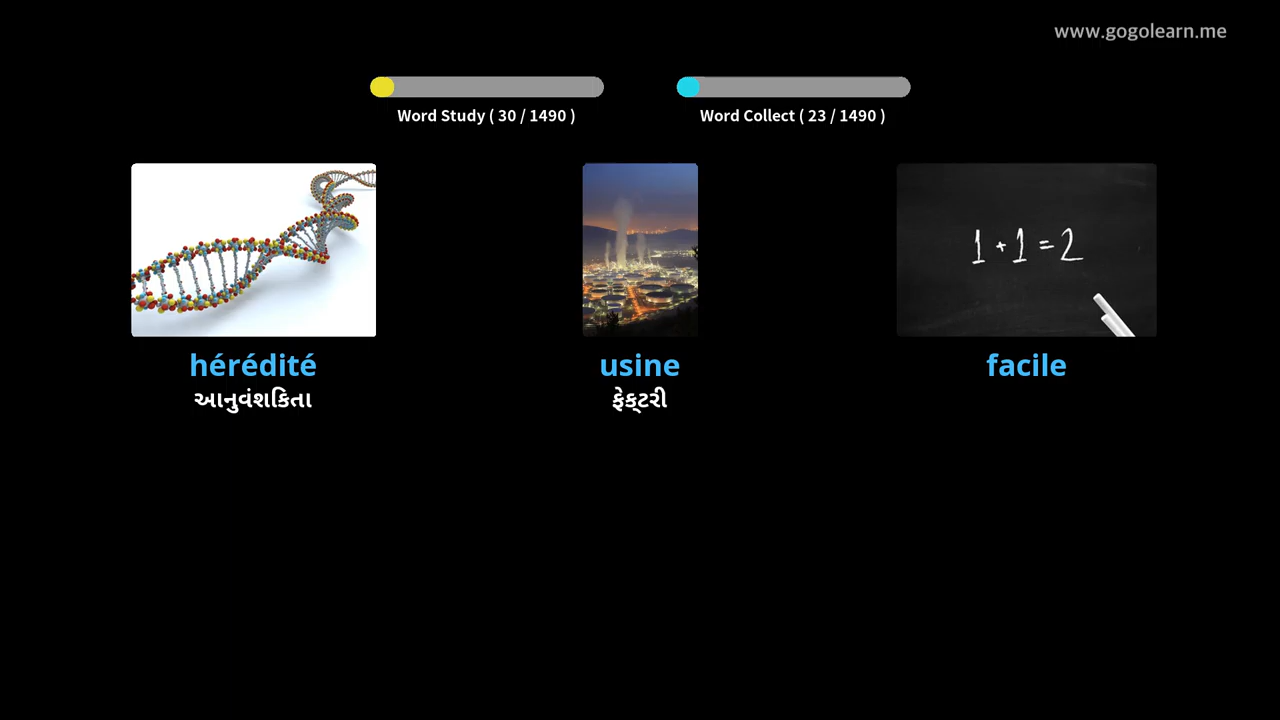 www.gogolearn.me
Word Study ( 30 / 1490 )
Word Collect ( 23 / 1490 )
1 + 1 = 2
hérédité
usine
facile
આનુવંશિકતા
ફેક્ટરી